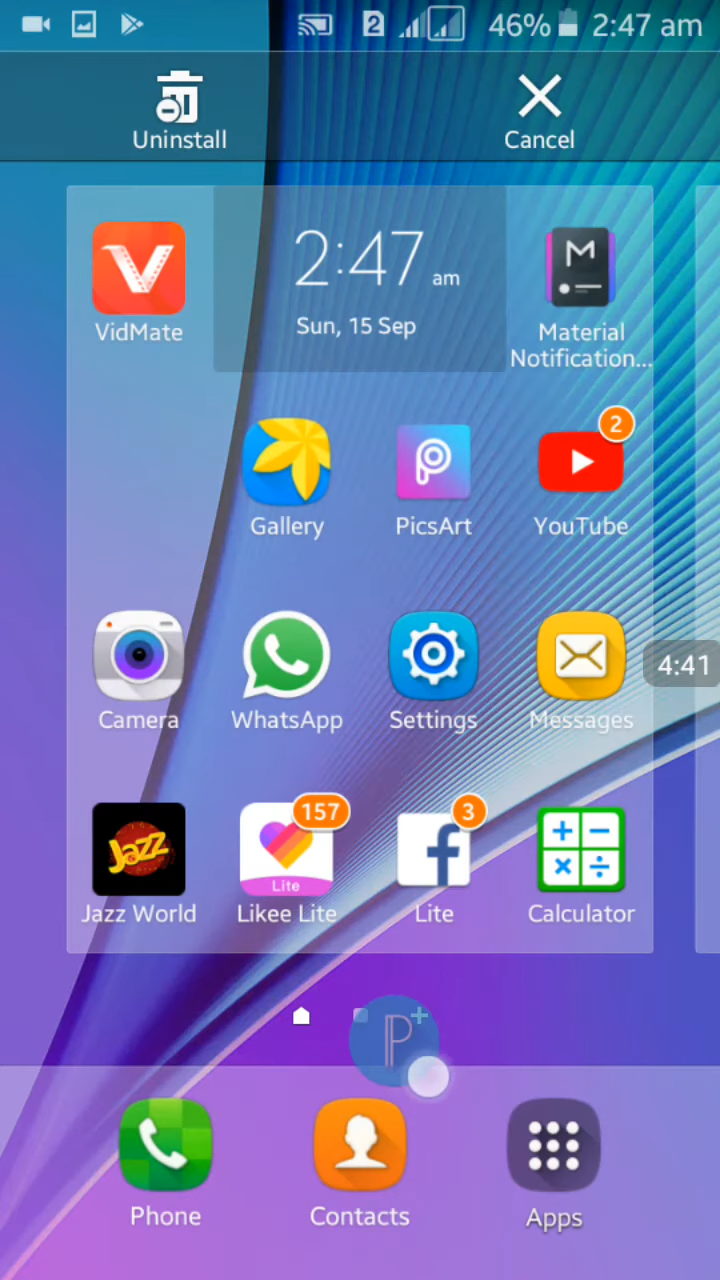 2 46% 2:47 am
Uninstall
Cancel
2:47 am
Sun, 15 Sep
VidMate
Material
Notification...
2
Gallery
PicsArt
YouTube
4:41
Camera
WhatsApp
Settings
Messages
Jazz
157
Lite
3
Jazz World
Likee Lite
Lite
Calculator
P
Phone
Contacts
Apps